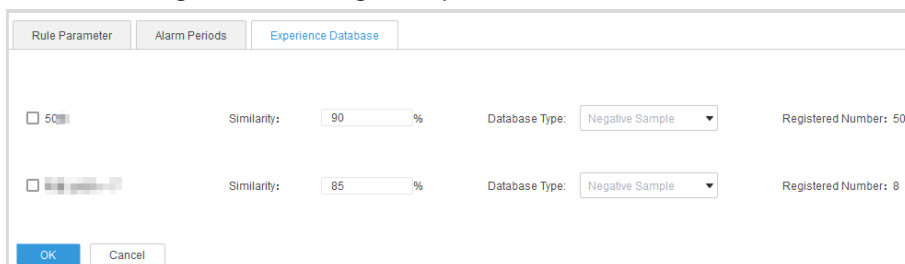 Rule Parameter Alarm Periods Experience Database
Similarity: 90 % Database Type: Negative Sample Registered Number: 50
Similarity: 85 % Database Type: Negative Sample Registered Number: 8
OK Cancel